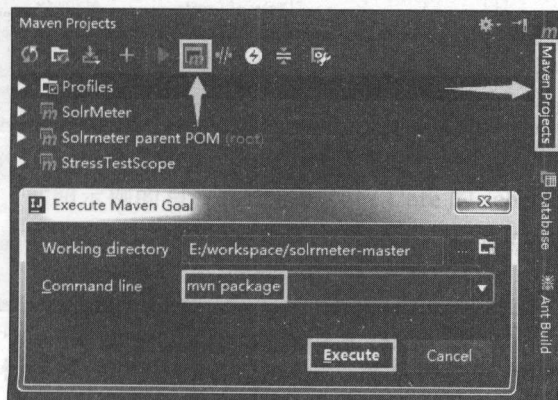 Maven Projects
Profiles
SolrMeter
Solrmeter parent POM (root)
StressTestScope
Execute Maven Goal
Working directory E:/workspace/solrmeter-master ...
Command line mvn package
Execute Cancel
Maven Projects
Database
Ant Build